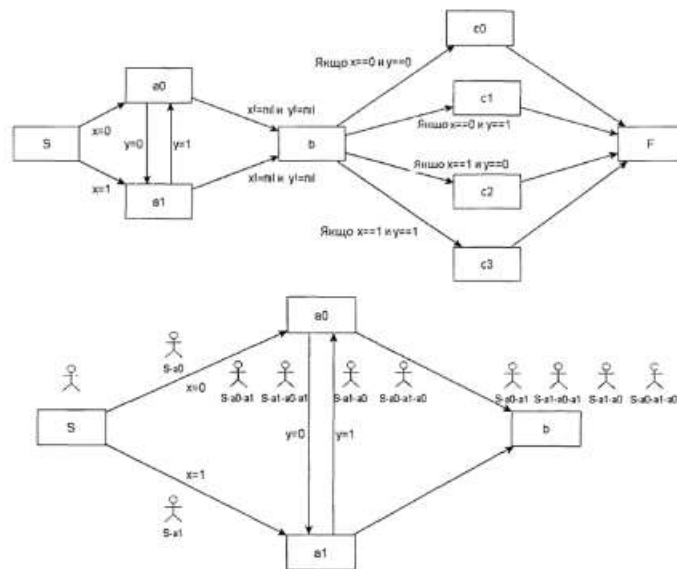 c0
Якщо x==0 и y==0
a0
x!=nil и y!=nil
c1
x=0
Якщо x==0 и y==1
S
y=0
y=1
b
F
Якшо x==1 и y==0
x=1
x!=nil и y!=nil
c2
a1
Якщо x==1 и y==1
c3
a0
S-a0
x=0
S-a0-a1
S-a1-a0-a1
S-a1-a0
S-a0-a1-a0
S-a0-a1
S-a1-a0-a1
S-a1-a0
S-a0-a1-a0
S
y=0
y=1
b
x=1
S-a1
a1